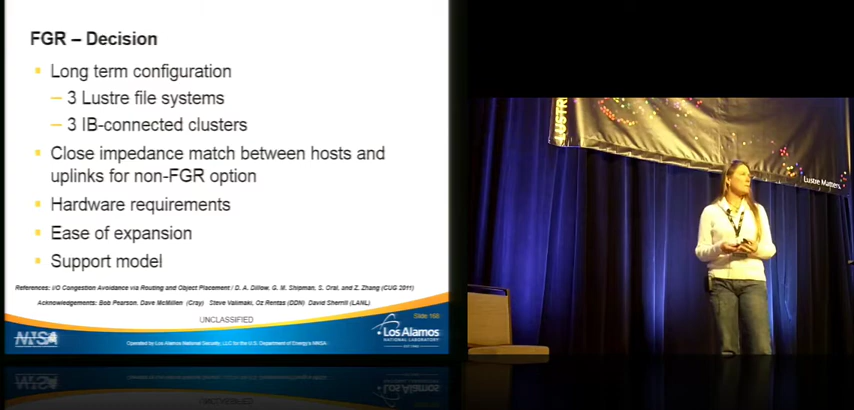 FGR – Decision
Long term configuration
– 3 Lustre file systems
– 3 IB-connected clusters
Close impedance match between hosts and
uplinks for non-FGR option
Hardware requirements
Ease of expansion
Support model
References: I/O Congestion Avoidance via Routing and Object Placement / D. A. Dillow, G. M. Shipman, S. Oral, and Z. Zhang (CUG 2011)
Acknowledgements: Bob Pearson, Dave McMillen (Cray) Steve Valimaki, Oz Rentas (DDN) David Sherrill (LANL)
UNCLASSIFIED
Slide 168
Los Alamos
NATIONAL LABORATORY
NNSA
Operated by Los Alamos National Security, LLC for the U.S. Department of Energy's NNSA
LUSTRE
Lustre Matters